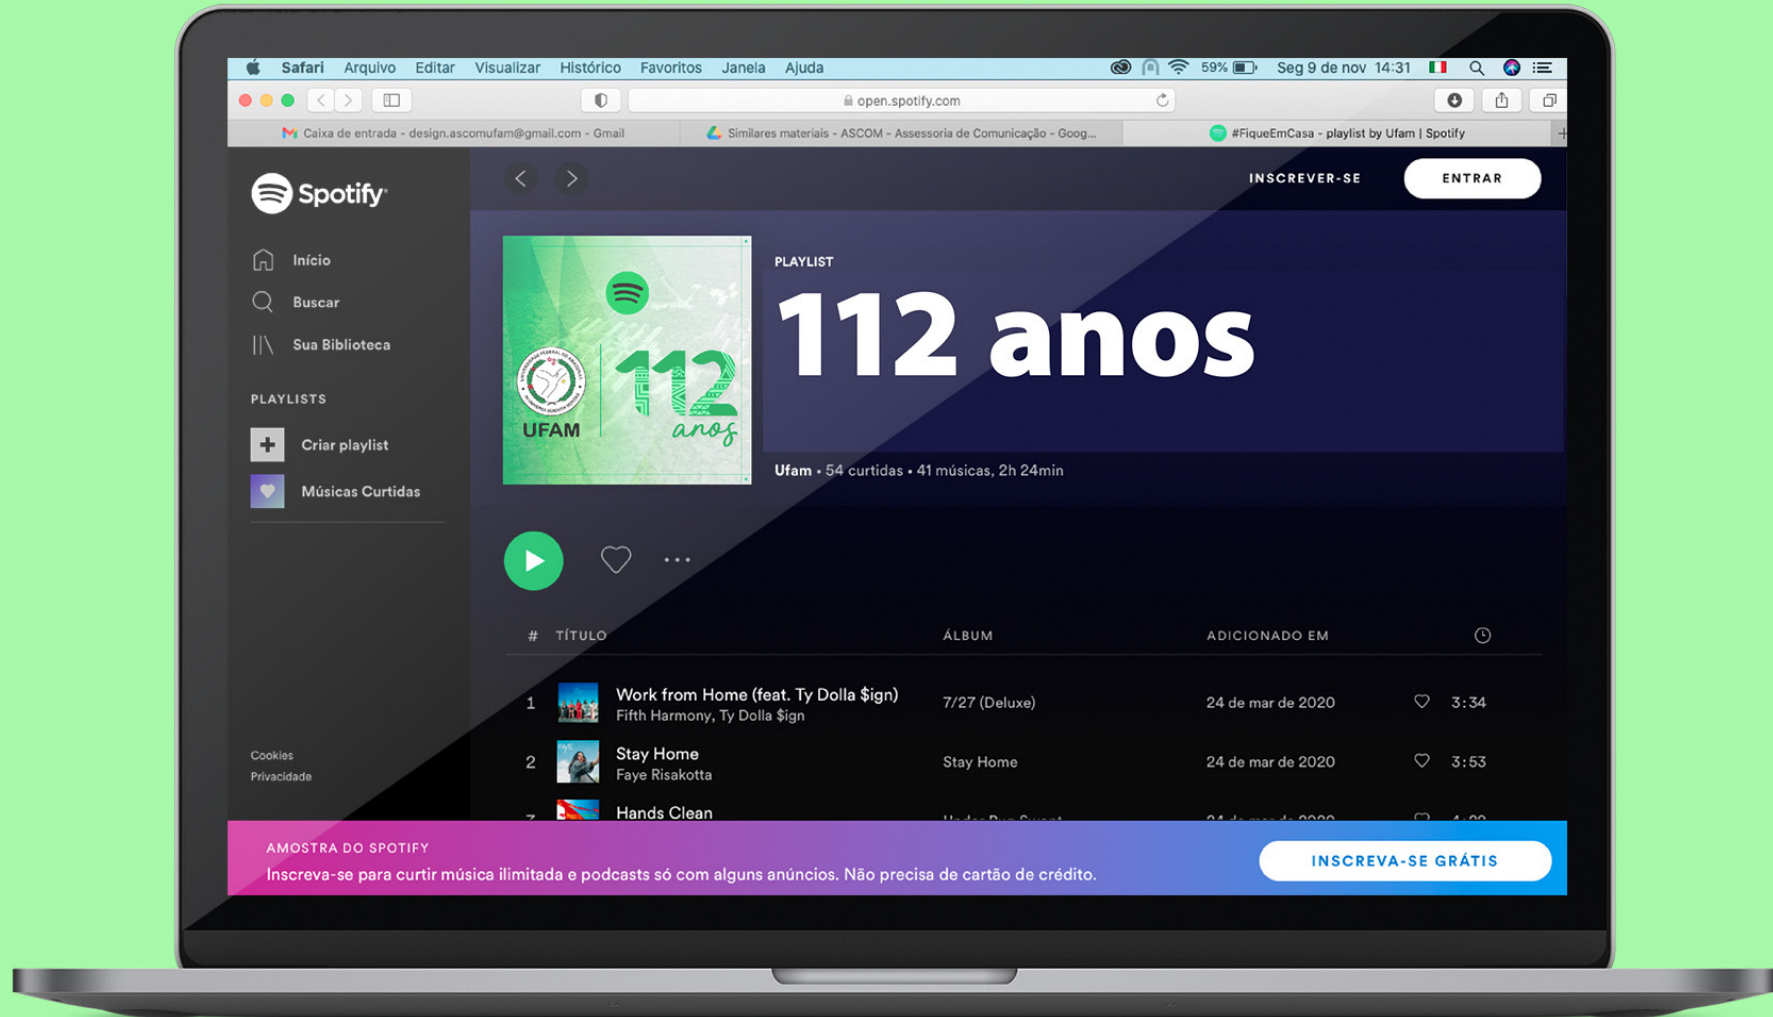 Safari Arquivo Editar Visualizar Histórico Favoritos Janela Ajuda 59% Seg 9 de nov 14:31
open.spotify.com
Caixa de entrada - design.ascomufam@gmail.com - Gmail Similares materiais - ASCOM - Assessoria de Comunicação - Goog... #FiqueEmCasa - playlist by Ufam | Spotify
Spotify
INSCREVER-SE ENTRAR
Início
Buscar
Sua Biblioteca
PLAYLISTS
Criar playlist
Músicas Curtidas
Cookies
Privacidade
UNIVERSIDADE FEDERAL DO AMAZONAS
UFAM
112
anos
PLAYLIST
112 anos
Ufam • 54 curtidas • 41 músicas, 2h 24min
# TÍTULO ÁLBUM ADICIONADO EM
1 Work from Home (feat. Ty Dolla $ign) 7/27 (Deluxe) 24 de mar de 2020 3:34
Fifth Harmony, Ty Dolla $ign
2 Stay Home Stay Home 24 de mar de 2020 3:53
Faye Risakotta
Hands Clean
AMOSTRA DO SPOTIFY
Inscreva-se para curtir música ilimitada e podcasts só com alguns anúncios. Não precisa de cartão de crédito.
INSCREVA-SE GRÁTIS